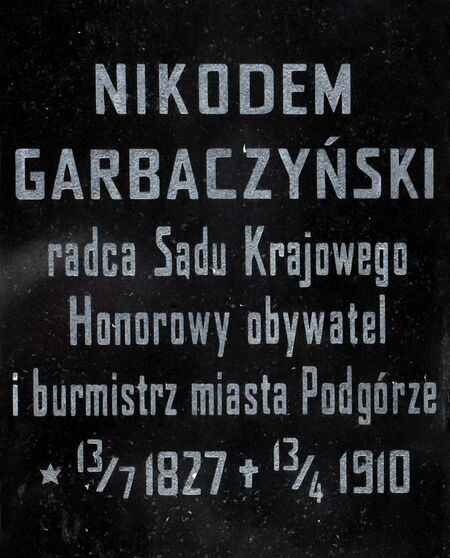 NIKODEM
GARBACZYŃSKI
radca Sądu Krajowego
Honorowy obywatel
i burmistrz miasta Podgórze
★ 13/7 1827 ✝ 13/4 1910